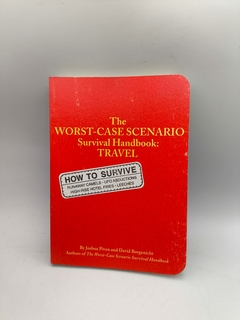 The
WORST-CASE SCENARIO
Survival Handbook:
TRAVEL
HOW TO SURVIVE
RUNAWAY CAMELS • UFO ABDUCTIONS
HIGH-RISE HOTEL FIRES • LEECHES
By Joshua Piven and David Borgenicht
Authors of The Worst-Case Scenario Survival Handbook